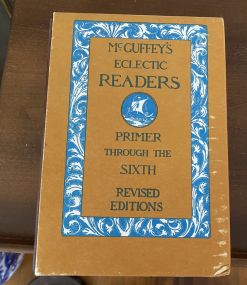 McGUFFEY'S
ECLECTIC
READERS
PRIMER
THROUGH THE
SIXTH
REVISED
EDITIONS